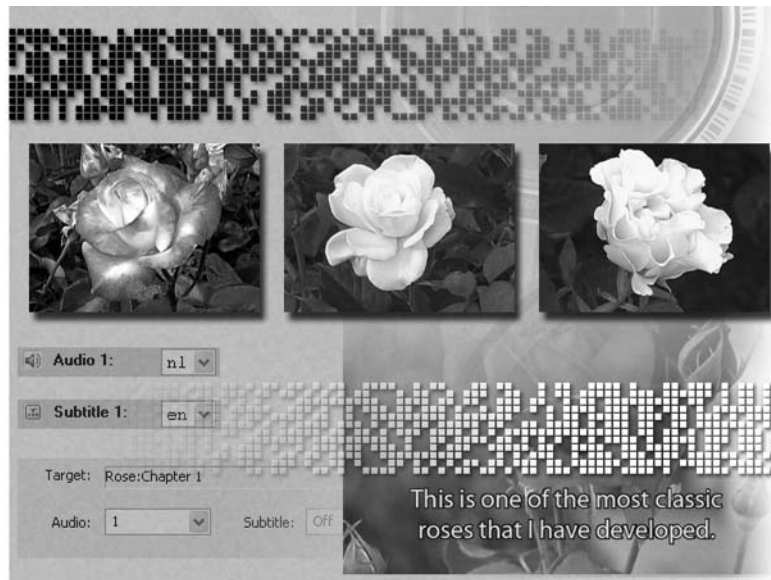 Audio 1: nl
Subtitle 1: en
Target: Rose:Chapter 1
Audio: 1 Subtitle: Off
This is one of the most classic
roses that I have developed.